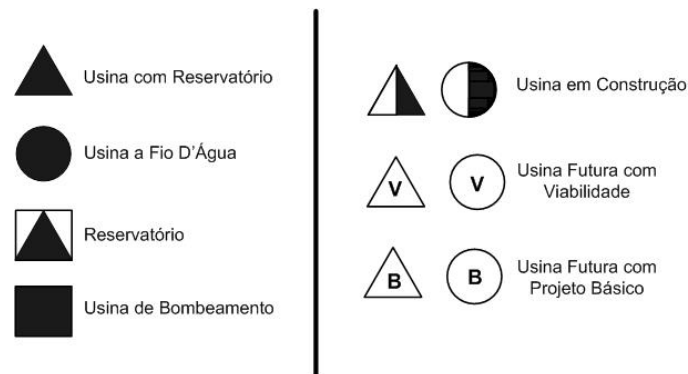 Usina com Reservatório
Usina a Fio D'Água
Reservatório
Usina de Bombeamento
Usina em Construção
V
V
Usina Futura com
Viabilidade
B
B
Usina Futura com
Projeto Básico